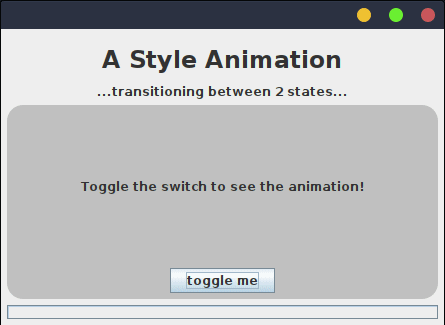 A Style Animation
...transitioning between 2 states...
Toggle the switch to see the animation!
toggle me